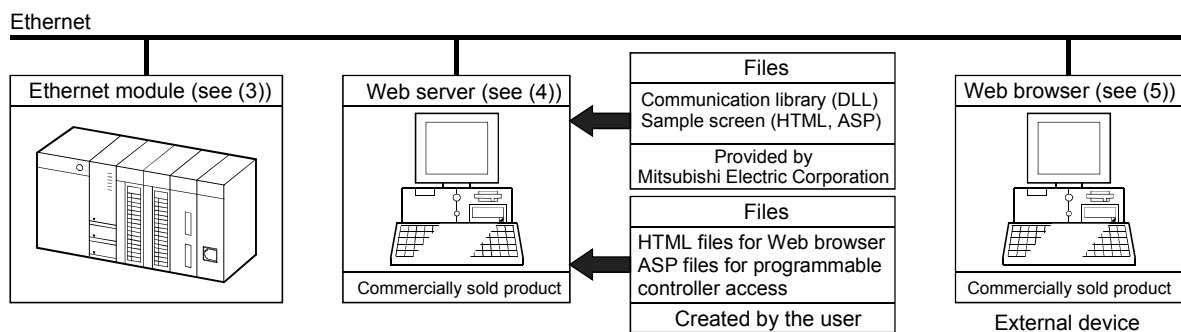 Ethernet
Ethernet module (see (3))
Web server (see (4))
Commercially sold product
Files
Communication library (DLL)
Sample screen (HTML, ASP)
Provided by
Mitsubishi Electric Corporation
Files
HTML files for Web browser
ASP files for programmable
controller access
Created by the user
Web browser (see (5))
Commercially sold product
External device